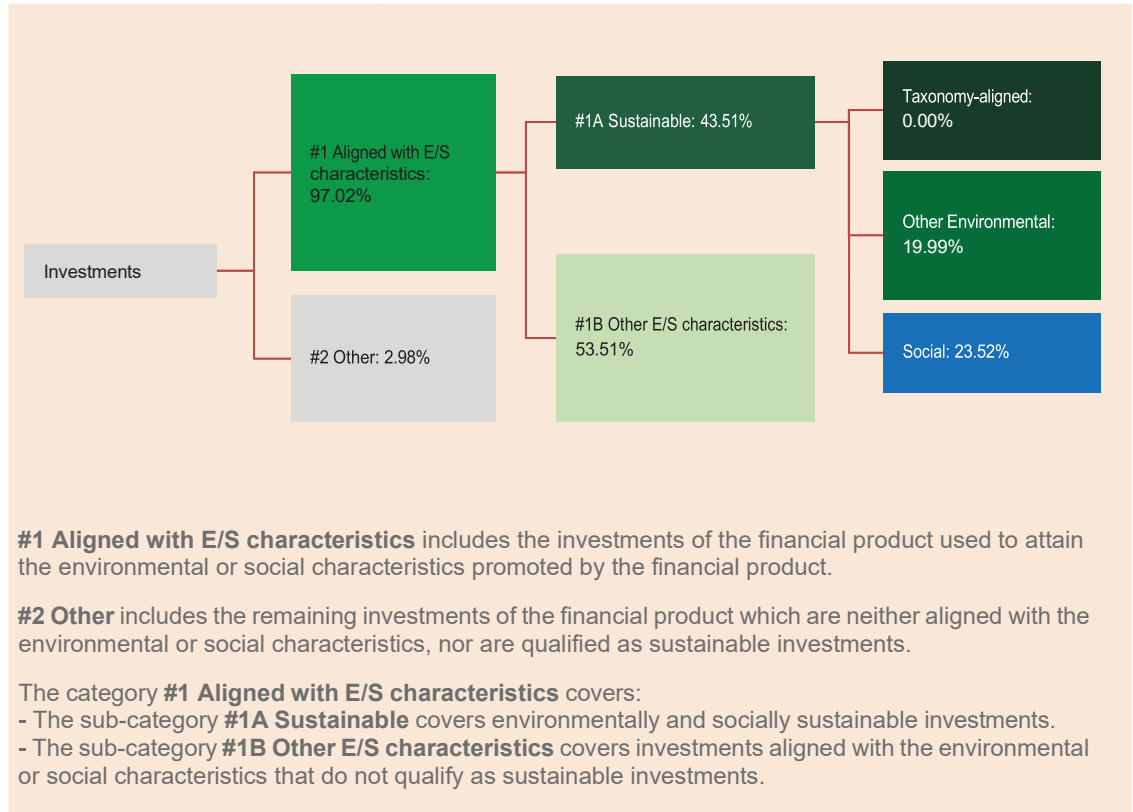 Investments
#1 Aligned with E/S
characteristics:
97.02%
#2 Other: 2.98%
#1A Sustainable: 43.51%
#1B Other E/S characteristics:
53.51%
Taxonomy-aligned:
0.00%
Other Environmental:
19.99%
Social: 23.52%
#1 Aligned with E/S characteristics includes the investments of the financial product used to attain
the environmental or social characteristics promoted by the financial product.
#2 Other includes the remaining investments of the financial product which are neither aligned with the
environmental or social characteristics, nor are qualified as sustainable investments.
The category #1 Aligned with E/S characteristics covers:
- The sub-category #1A Sustainable covers environmentally and socially sustainable investments.
- The sub-category #1B Other E/S characteristics covers investments aligned with the environmental
or social characteristics that do not qualify as sustainable investments.